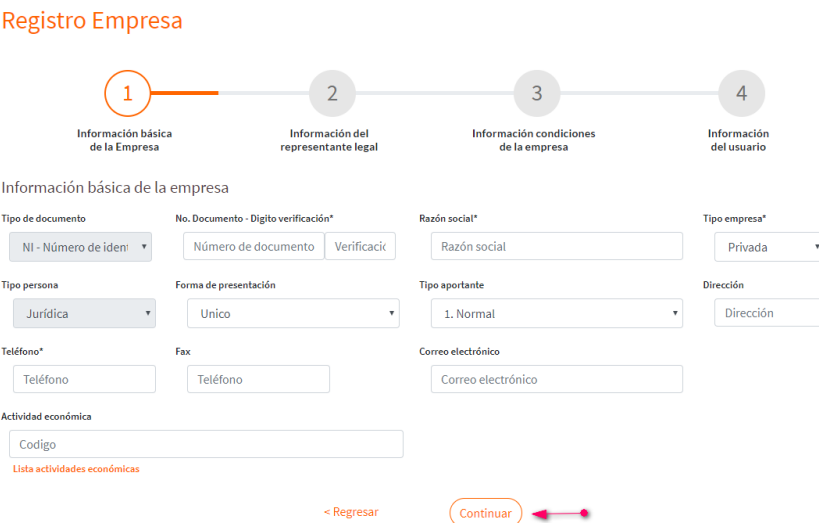 Registro Empresa
1 2 3 4
Información básica de la Empresa
Información del representante legal
Información condiciones de la empresa
Información del usuario
Información básica de la empresa
Tipo de documento No. Documento - Digito verificación* Razón social* Tipo empresa*
NI - Número de ident Número de documento Verificació Razón social Privada
Tipo persona Forma de presentación Tipo aportante Dirección
Jurídica Unico 1. Normal Dirección
Teléfono* Fax Correo electrónico
Teléfono Teléfono Correo electrónico
Actividad económica
Codigo
Lista actividades económicas
< Regresar Continuar